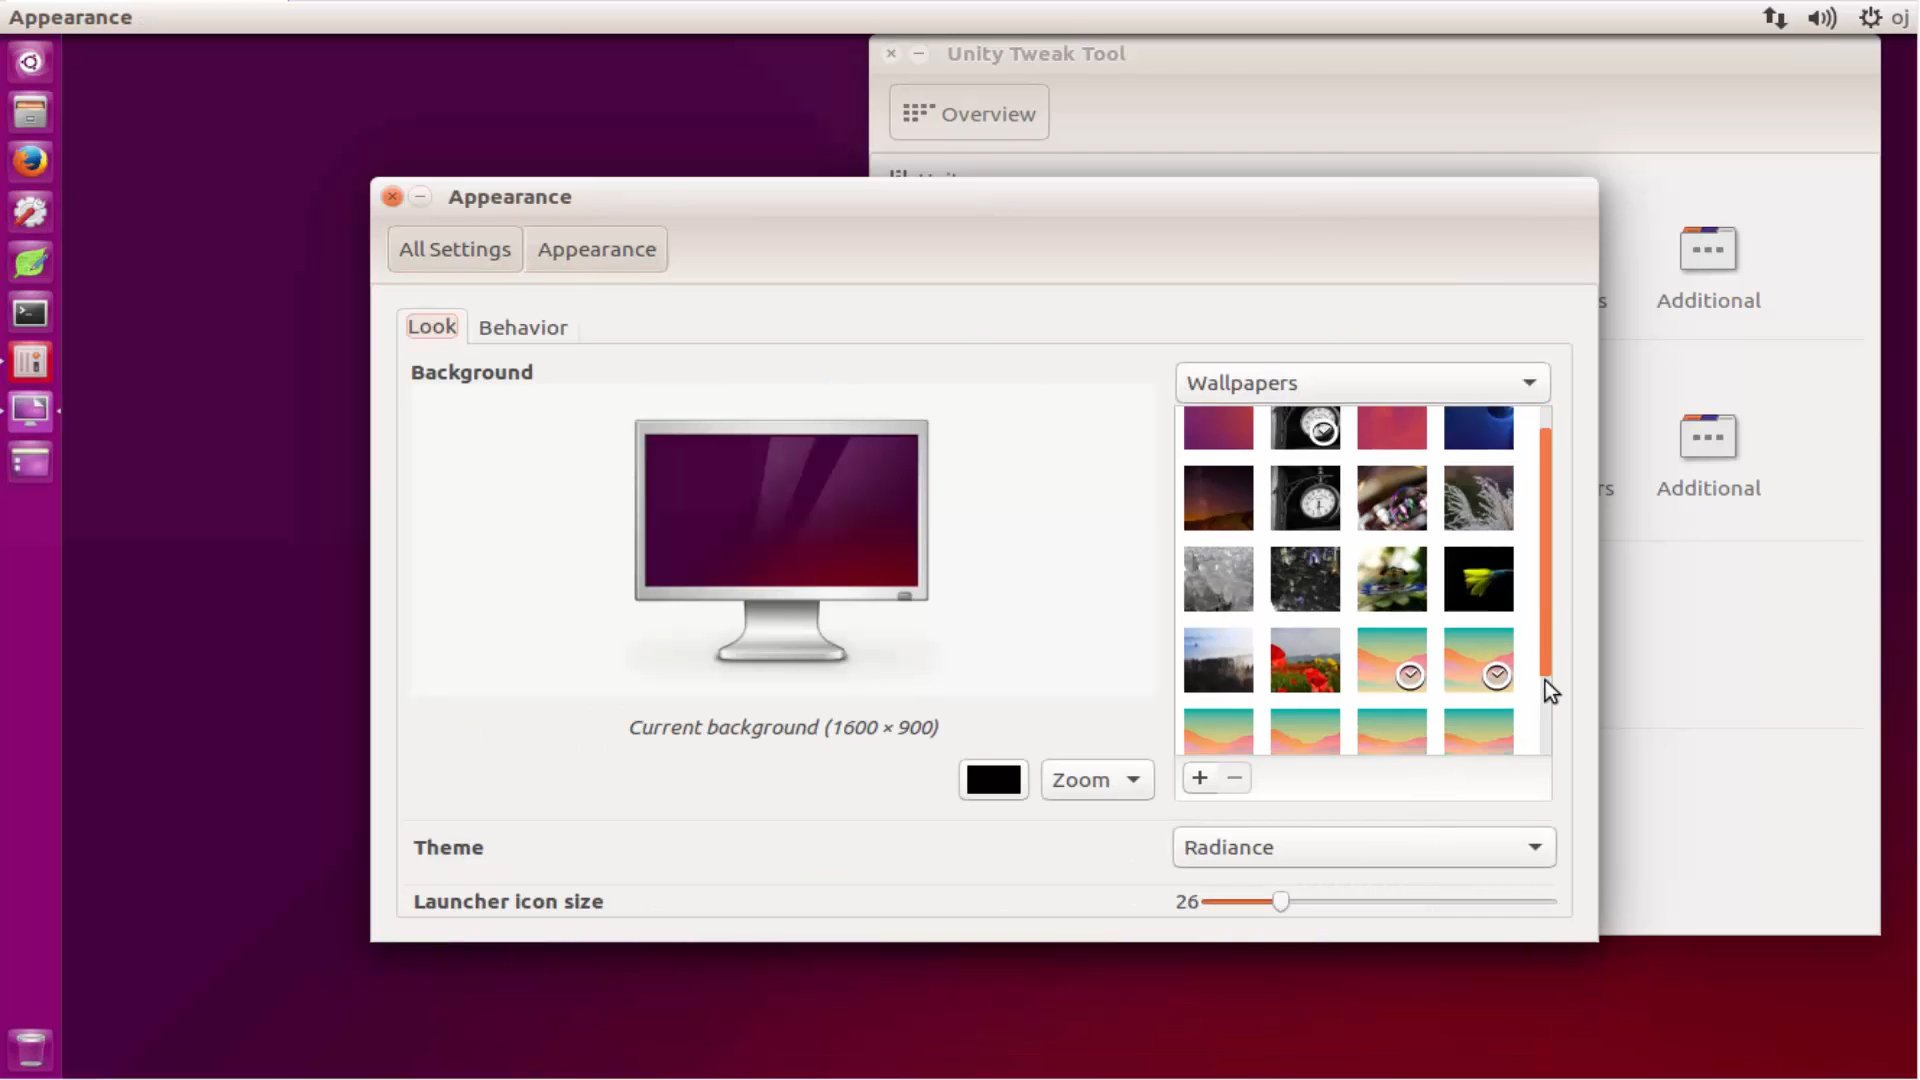 Appearance
oj
Unity Tweak Tool
Overview
Appearance
All Settings
Appearance
Additional
Look
Behavior
Background
Wallpapers
Additional
Current background (1600 × 900)
Zoom
Theme
Radiance
Launcher icon size
26